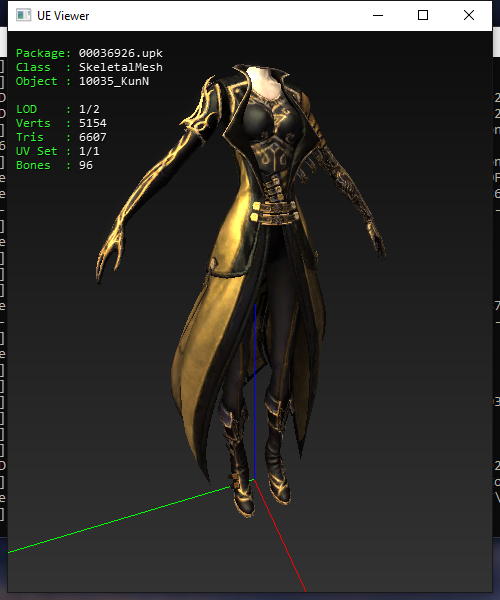 UE Viewer
Package: 00036926.upk
Class : SkeletalMesh
Object : 10035_KunN
LOD : 1/2
Verts : 5154
Tris : 6607
UV Set : 1/1
Bones : 96